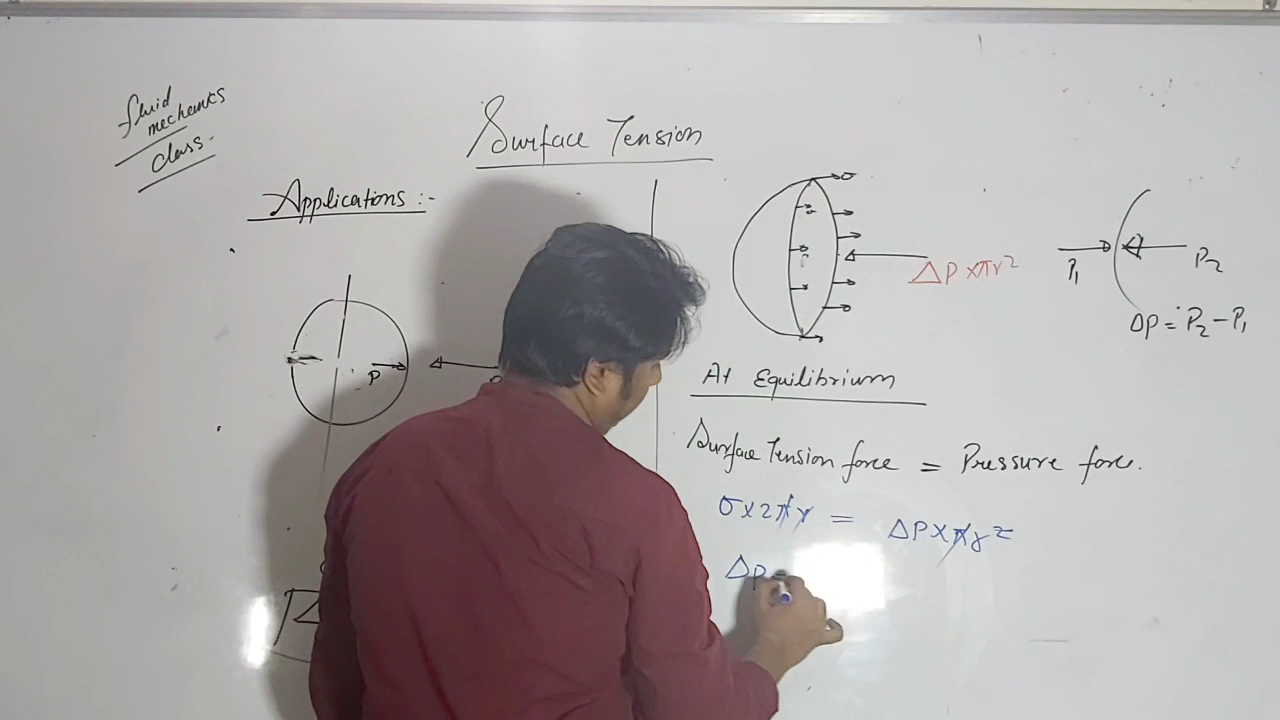 fluid
mechanics
class.
Surface Tension
Applications :-
P
σ
ΔP × πr²
P₁
P₂
ΔP = P₂ - P₁
At Equilibrium
Surface Tension force = Pressure force.
σ × 2πr = ΔP × πr²
ΔP =